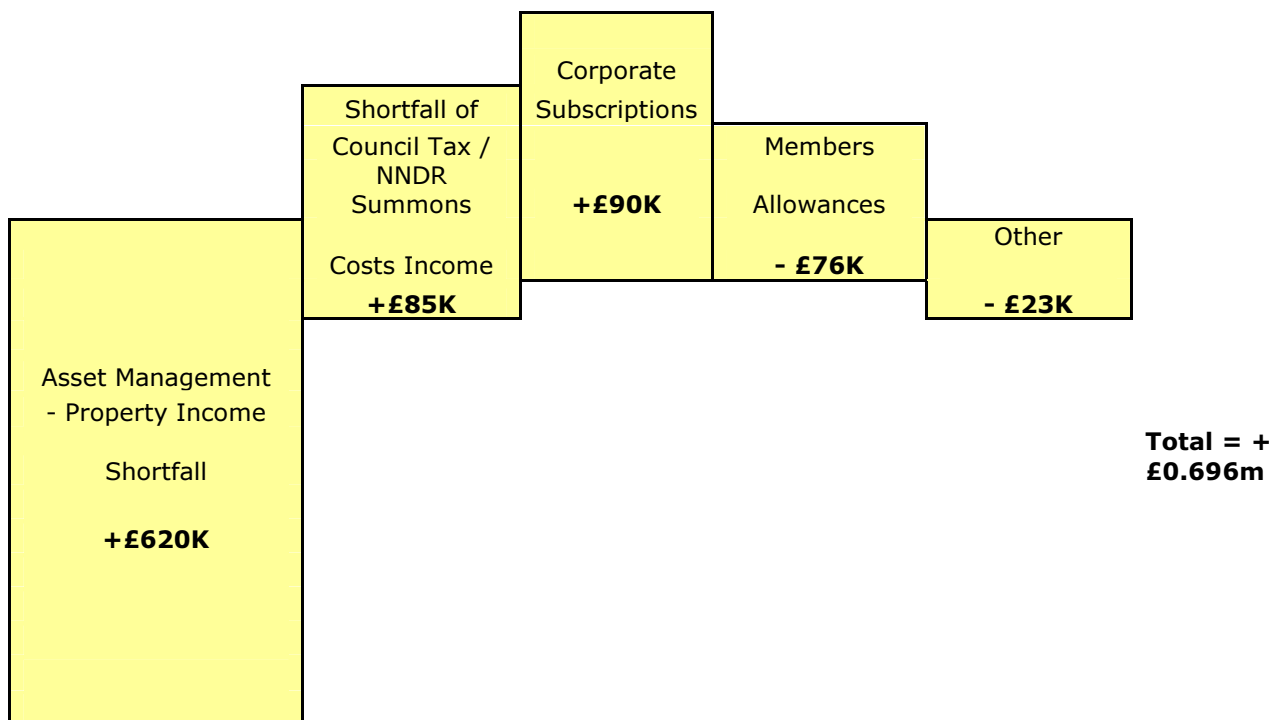 Asset Management
- Property Income
Shortfall
+£620K
Shortfall of
Council Tax /
NNDR
Summons
Costs Income
+£85K
Corporate
Subscriptions
+£90K
Members
Allowances
- £76K
Other
- £23K
Total = +
£0.696m